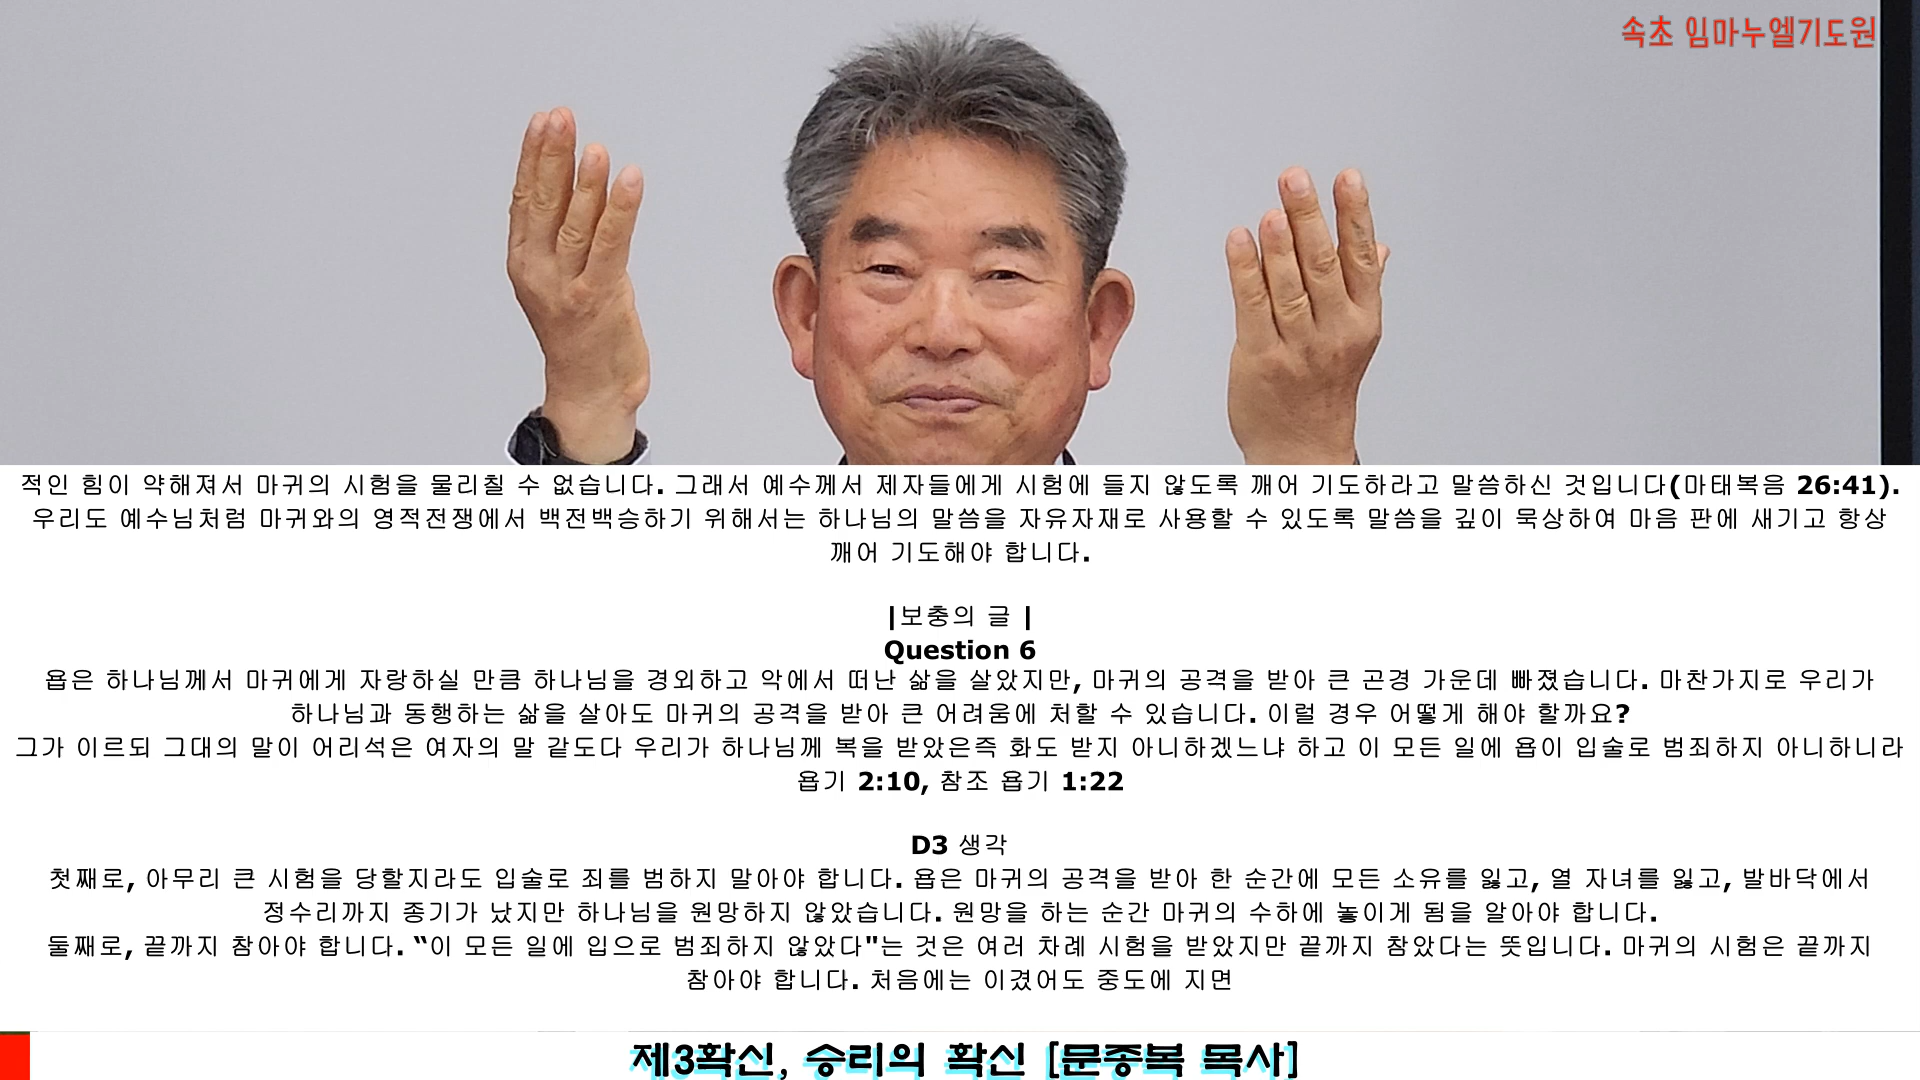 속초 임마누엘기도원
적인 힘이 약해져서 마귀의 시험을 물리칠 수 없습니다. 그래서 예수께서 제자들에게 시험에 들지 않도록 깨어 기도하라고 말씀하신 것입니다(마태복음 26:41).
우리도 예수님처럼 마귀와의 영적전쟁에서 백전백승하기 위해서는 하나님의 말씀을 자유자재로 사용할 수 있도록 말씀을 깊이 묵상하여 마음 판에 새기고 항상
깨어 기도해야 합니다.
|보충의 글 |
Question 6
욥은 하나님께서 마귀에게 자랑하실 만큼 하나님을 경외하고 악에서 떠난 삶을 살았지만, 마귀의 공격을 받아 큰 곤경 가운데 빠졌습니다. 마찬가지로 우리가
하나님과 동행하는 삶을 살아도 마귀의 공격을 받아 큰 어려움에 처할 수 있습니다. 이럴 경우 어떻게 해야 할까요?
그가 이르되 그대의 말이 어리석은 여자의 말 같도다 우리가 하나님께 복을 받았은즉 화도 받지 아니하겠느냐 하고 이 모든 일에 욥이 입술로 범죄하지 아니하니라
욥기 2:10, 참조 욥기 1:22
D3 생각
첫째로, 아무리 큰 시험을 당할지라도 입술로 죄를 범하지 말아야 합니다. 욥은 마귀의 공격을 받아 한 순간에 모든 소유를 잃고, 열 자녀를 잃고, 발바닥에서
정수리까지 종기가 났지만 하나님을 원망하지 않았습니다. 원망을 하는 순간 마귀의 수하에 놓이게 됨을 알아야 합니다.
둘째로, 끝까지 참아야 합니다. “이 모든 일에 입으로 범죄하지 않았다"는 것은 여러 차례 시험을 받았지만 끝까지 참았다는 뜻입니다. 마귀의 시험은 끝까지
참아야 합니다. 처음에는 이겼어도 중도에 지면
제3확신, 승리의 확신 [문종복 목사]